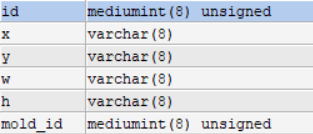 id mediumint(8) unsigned
x varchar(8)
y varchar(8)
w varchar(8)
h varchar(8)
mold_id mediumint(8) unsigned